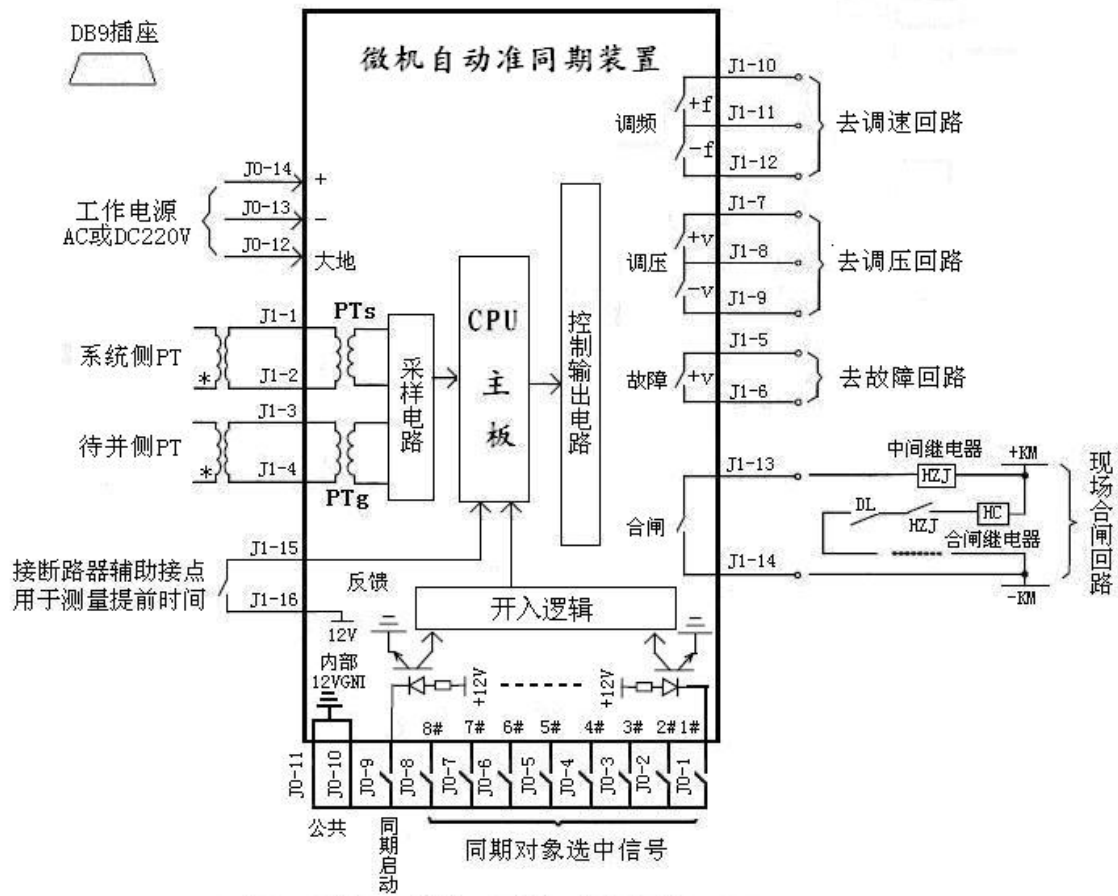 DB9插座
微机自动准同期装置
J0-14
+
工作电源
AC或DC220V
J0-13
-
J0-12
大地
系统侧PT
J1-1
J1-2
*
PTs
待并侧PT
J1-3
J1-4
*
PTg
采样电路
CPU
主
板
控制输出电路
调频
+f
-f
J1-10
J1-11
J1-12
去调速回路
调压
+v
-v
J1-7
J1-8
J1-9
去调压回路
故障
+v
J1-5
J1-6
去故障回路
合闸
J1-13
J1-14
中间继电器
HZJ
+KM
DL
HZJ
HC
合闸继电器
-KM
现场合闸回路
接断路器辅助接点
用于测量提前时间
J1-15
J1-16
12V
反馈
开入逻辑
内部
12VGNI
+12V
+12V
8#
7#
6#
5#
4#
3#
2#
1#
J0-11
J0-10
J0-9
J0-8
J0-7
J0-6
J0-5
J0-4
J0-3
J0-2
J0-1
公共
同期启动
同期对象选中信号